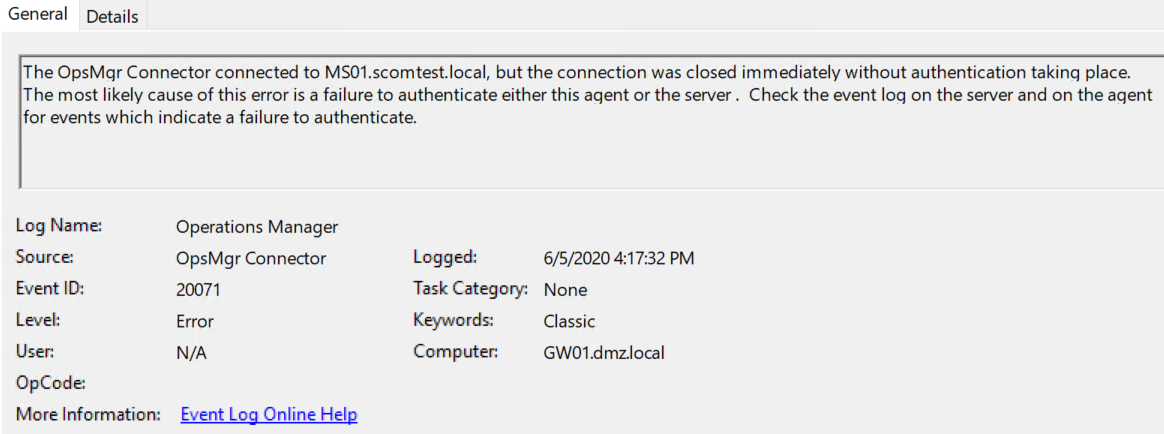 General
Details
The OpsMgr Connector connected to MS01.scomtest.local, but the connection was closed immediately without authentication taking place.
The most likely cause of this error is a failure to authenticate either this agent or the server .  Check the event log on the server and on the agent
for events which indicate a failure to authenticate.
Log Name: Operations Manager
Source: OpsMgr Connector Logged: 6/5/2020 4:17:32 PM
Event ID: 20071 Task Category: None
Level: Error Keywords: Classic
User: N/A Computer: GW01.dmz.local
OpCode:
More Information: Event Log Online Help